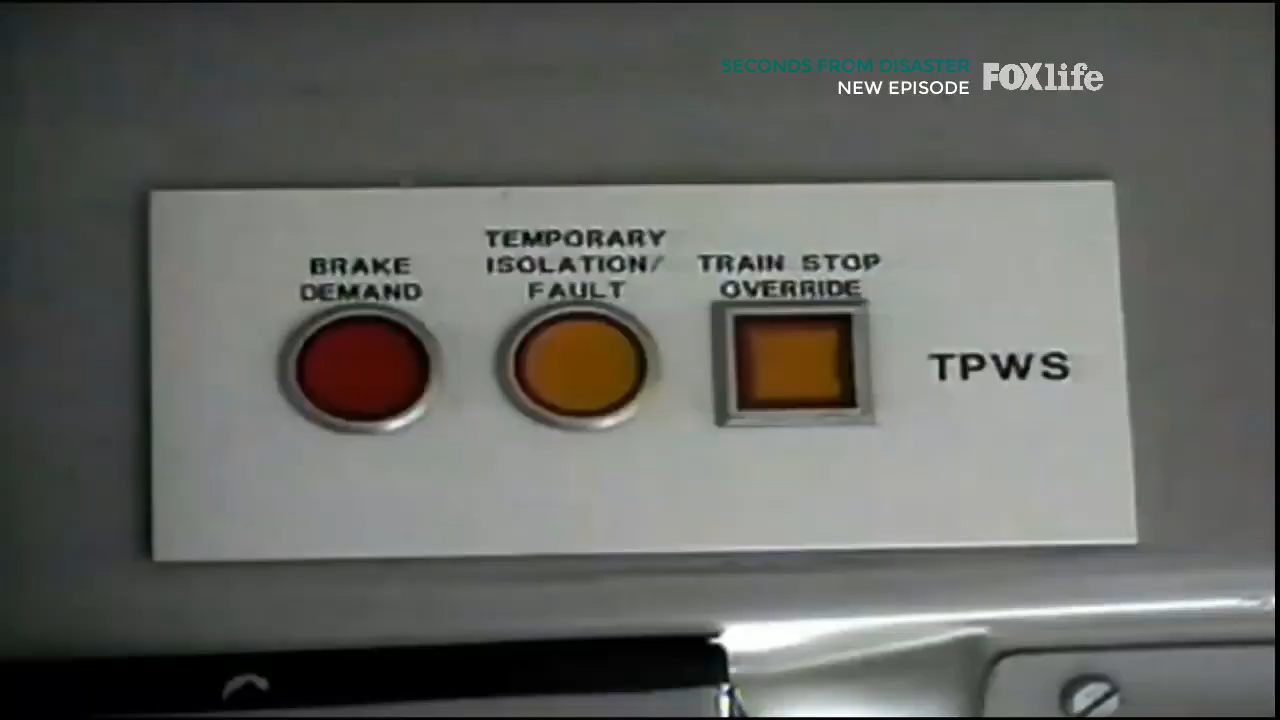 SECONDS FROM DISASTER
NEW EPISODE
FOXlife
BRAKE
DEMAND
TEMPORARY
ISOLATION/
FAULT
TRAIN STOP
OVERRIDE
TPWS